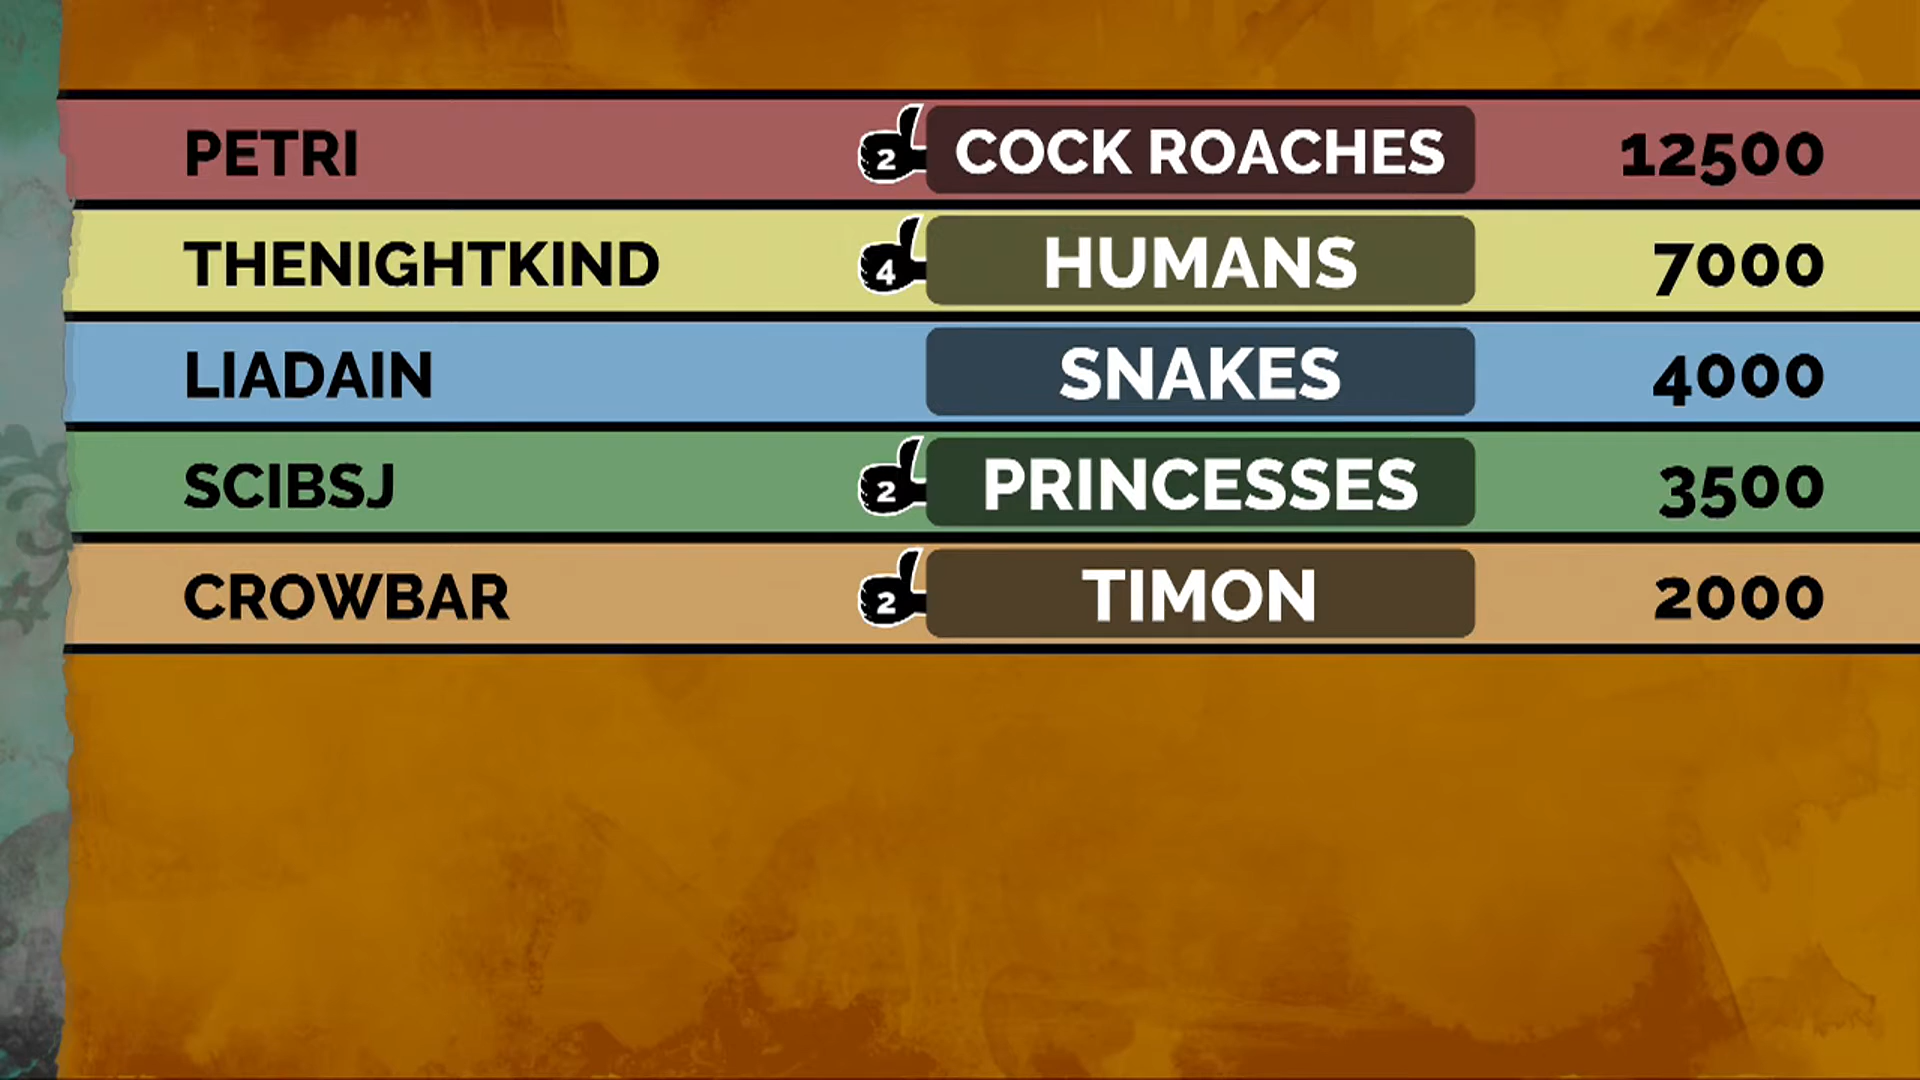 PETRI 2 COCK ROACHES 12500
THENIGHTKIND 4 HUMANS 7000
LIADAIN SNAKES 4000
SCIBSJ 2 PRINCESSES 3500
CROWBAR 2 TIMON 2000